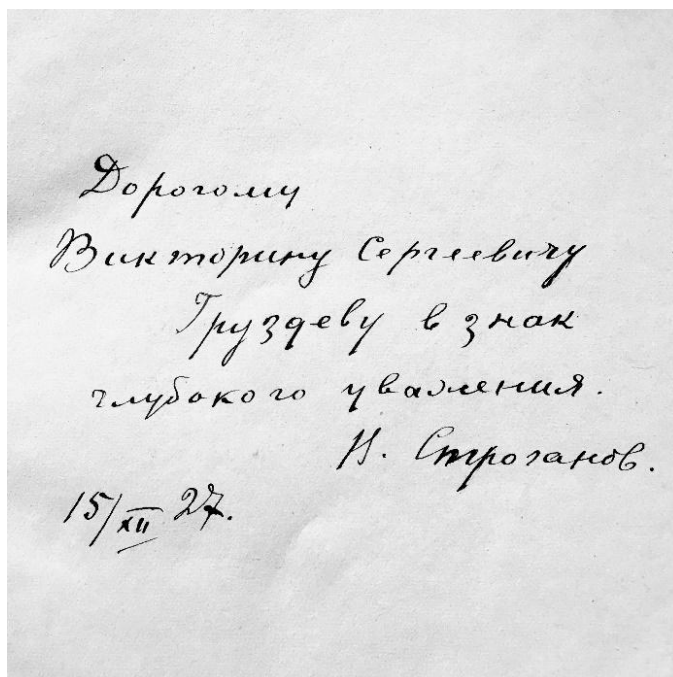 Дорогому
Викторину Сергеевичу
Груздеву в знак
глубокого уважения.
Н. Строганов.
15/XII 27.